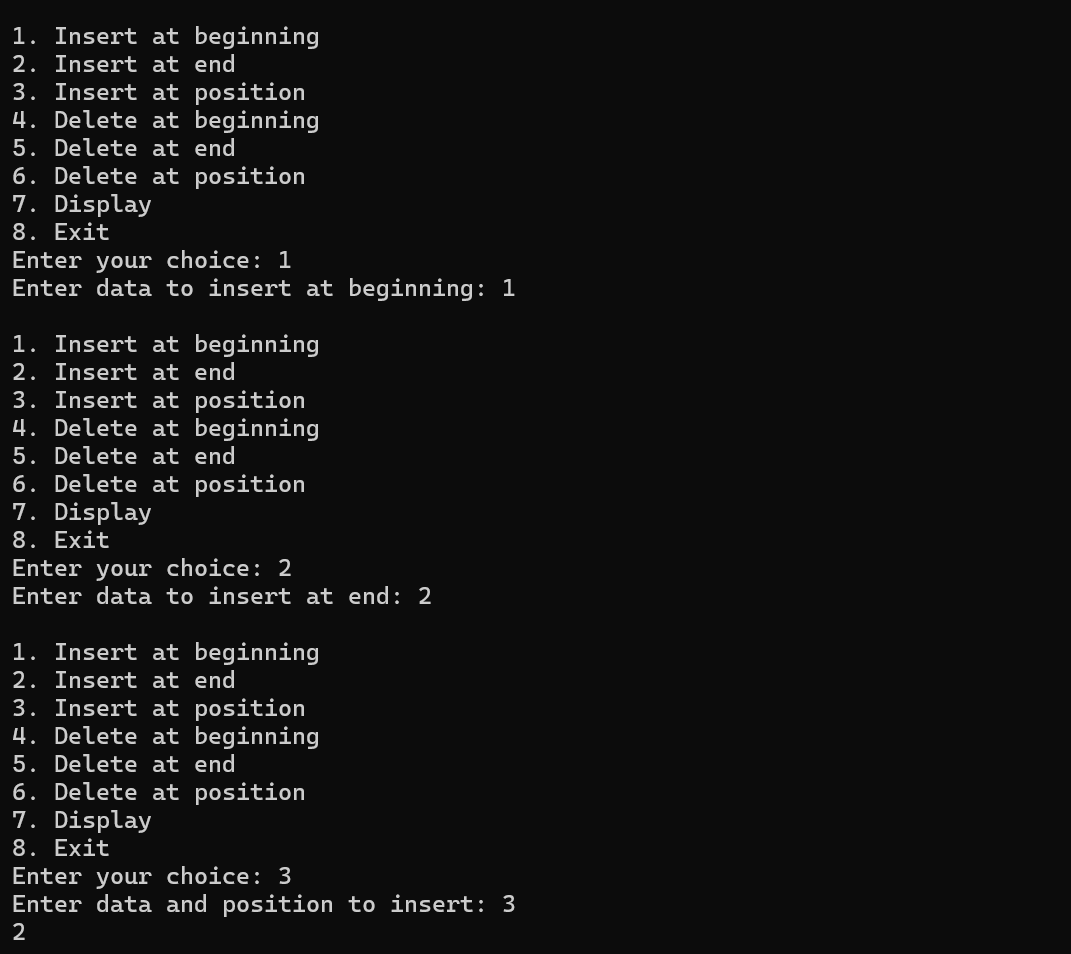 1. Insert at beginning
2. Insert at end
3. Insert at position
4. Delete at beginning
5. Delete at end
6. Delete at position
7. Display
8. Exit
Enter your choice: 1
Enter data to insert at beginning: 1
1. Insert at beginning
2. Insert at end
3. Insert at position
4. Delete at beginning
5. Delete at end
6. Delete at position
7. Display
8. Exit
Enter your choice: 2
Enter data to insert at end: 2
1. Insert at beginning
2. Insert at end
3. Insert at position
4. Delete at beginning
5. Delete at end
6. Delete at position
7. Display
8. Exit
Enter your choice: 3
Enter data and position to insert: 3
2